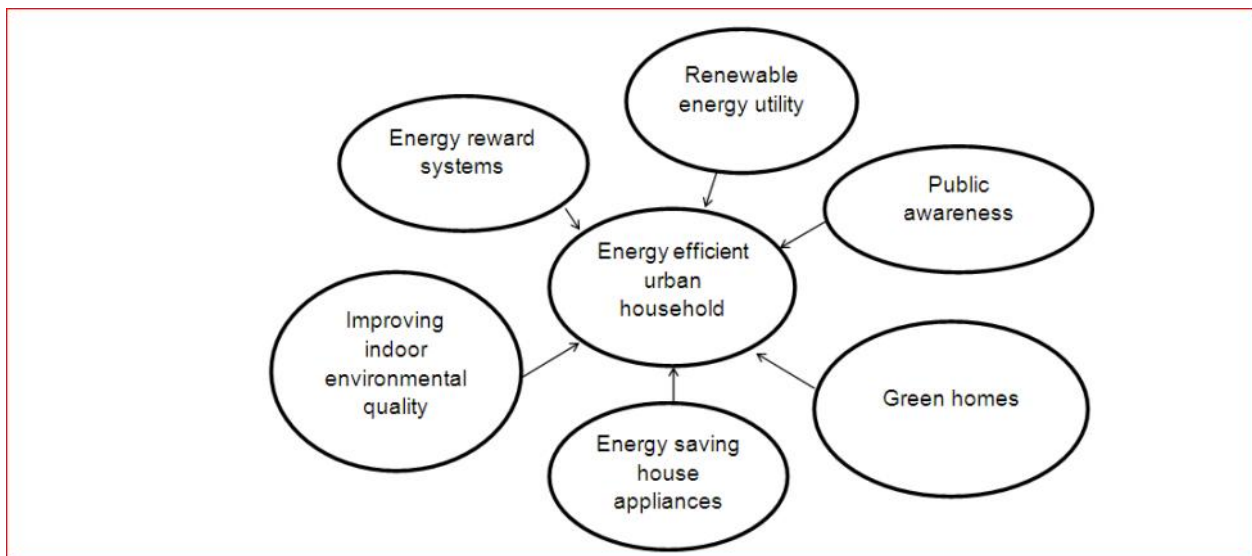 Renewable
energy utility
Energy reward
systems
Public
awareness
Energy efficient
urban
household
Improving
indoor
environmental
quality
Green homes
Energy saving
house
appliances